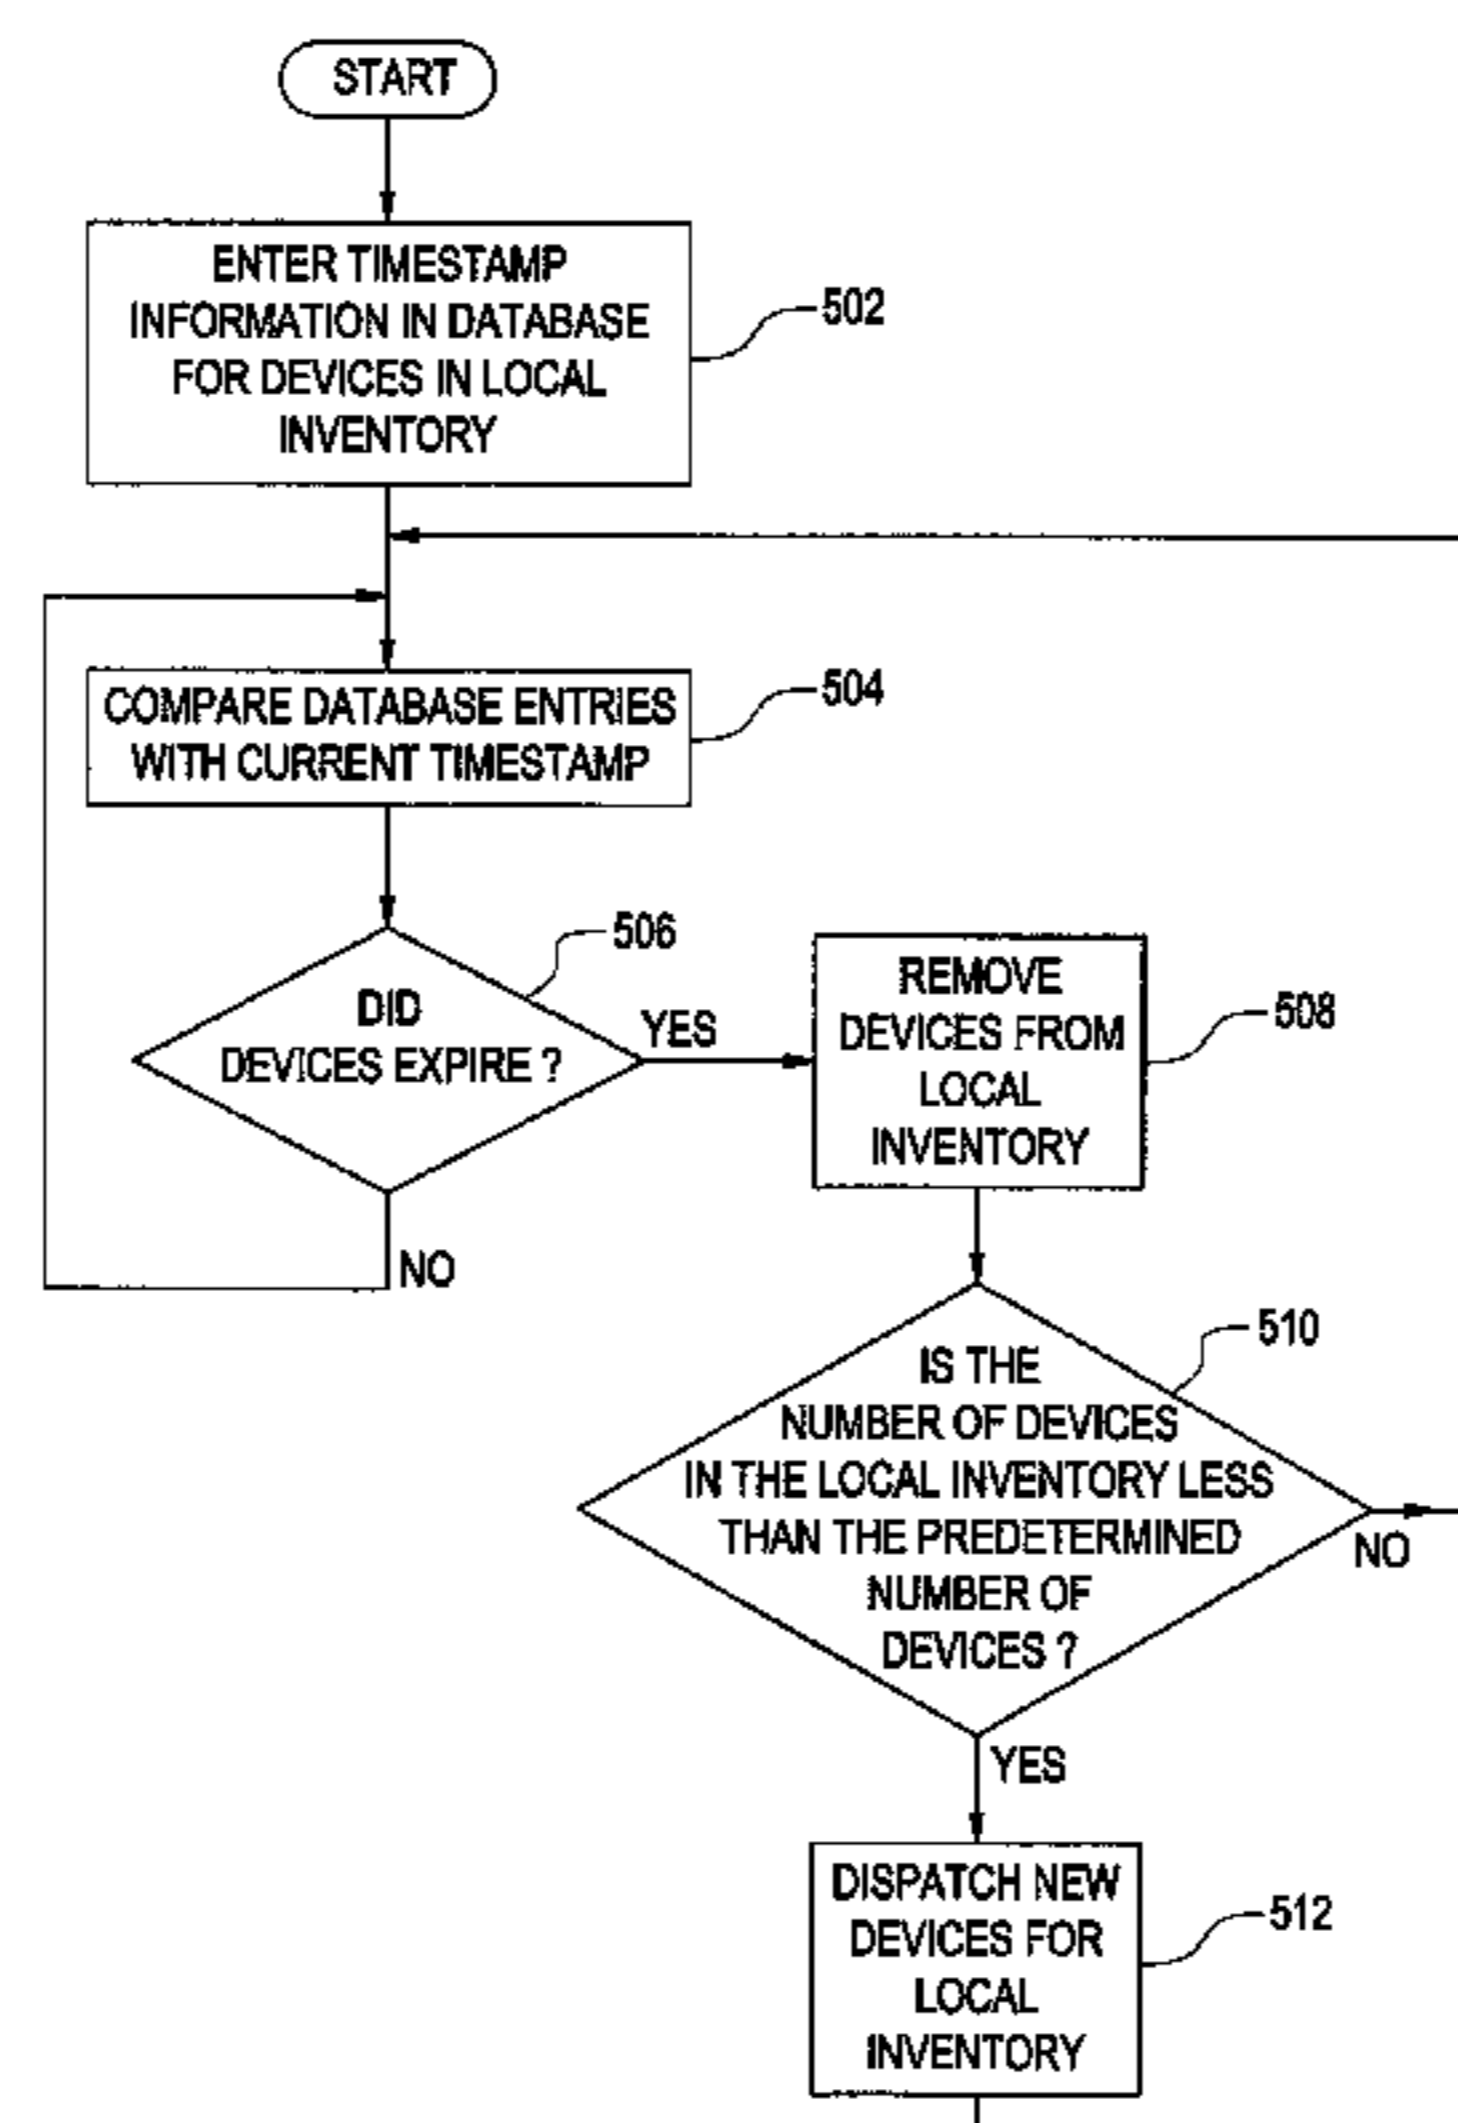 START
ENTER TIMESTAMP
INFORMATION IN DATABASE
FOR DEVICES IN LOCAL
INVENTORY
502
COMPARE DATABASE ENTRIES
WITH CURRENT TIMESTAMP
504
DID
DEVICES EXPIRE ?
506
YES
NO
REMOVE
DEVICES FROM
LOCAL
INVENTORY
508
IS THE
NUMBER OF DEVICES
IN THE LOCAL INVENTORY LESS
THAN THE PREDETERMINED
NUMBER OF
DEVICES ?
510
NO
YES
DISPATCH NEW
DEVICES FOR
LOCAL
INVENTORY
512